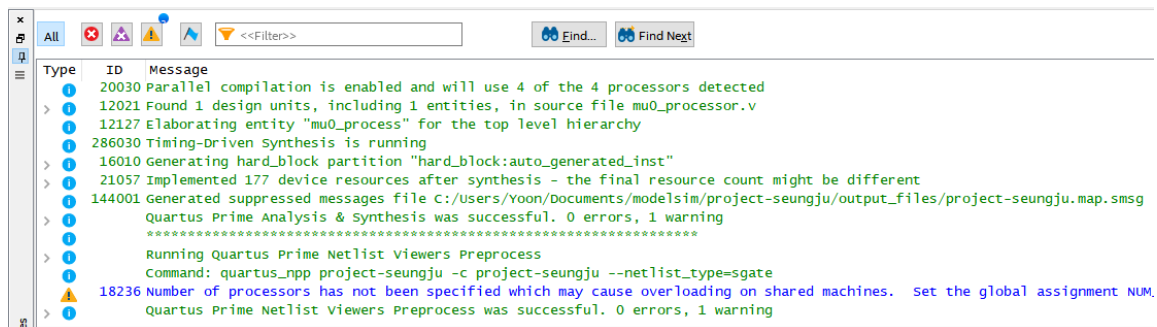 All
<<Filter>>
Find...
Find Next
Type ID Message
20030 Parallel compilation is enabled and will use 4 of the 4 processors detected
12021 Found 1 design units, including 1 entities, in source file mu0_processor.v
12127 Elaborating entity "mu0_process" for the top level hierarchy
286030 Timing-Driven Synthesis is running
16010 Generating hard_block partition "hard_block:auto_generated_inst"
21057 Implemented 177 device resources after synthesis - the final resource count might be different
144001 Generated suppressed messages file C:/Users/Yoon/Documents/modelsim/project-seungju/output_files/project-seungju.map.smsg
Quartus Prime Analysis & Synthesis was successful. 0 errors, 1 warning
*******************************************************************
Running Quartus Prime Netlist Viewers Preprocess
Command: quartus_npp project-seungju -c project-seungju --netlist_type=sgate
18236 Number of processors has not been specified which may cause overloading on shared machines.  Set the global assignment NUM_
Quartus Prime Netlist Viewers Preprocess was successful. 0 errors, 1 warning